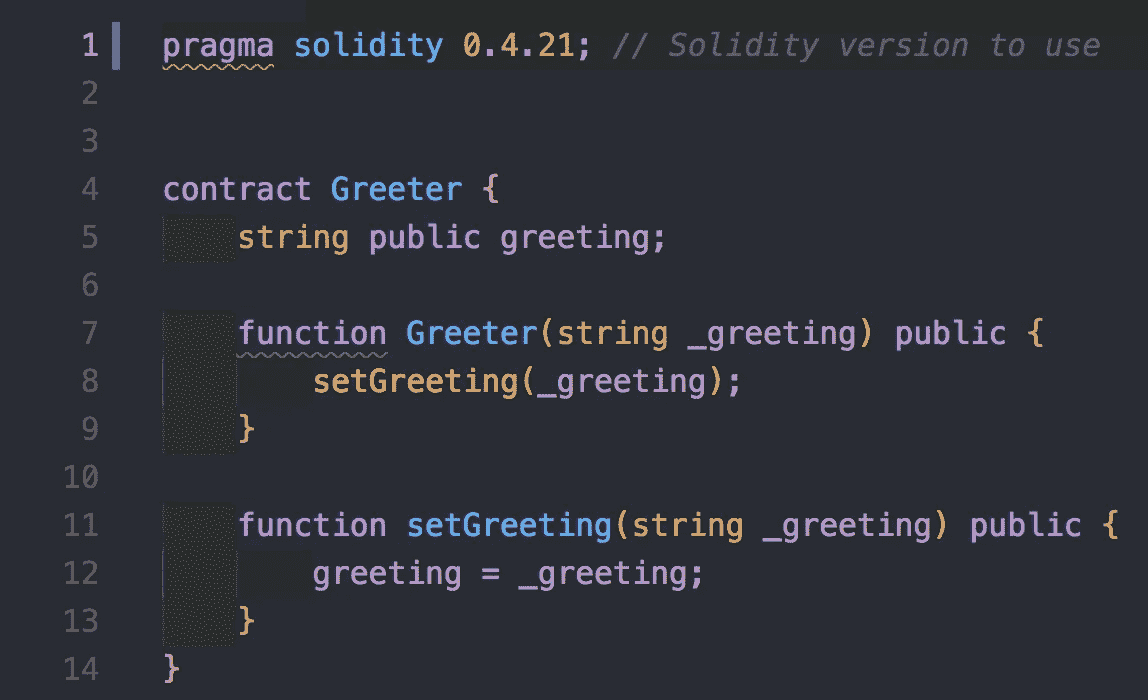 1 pragma solidity 0.4.21; // Solidity version to use
2
3
4 contract Greeter {
5     string public greeting;
6
7     function Greeter(string _greeting) public {
8         setGreeting(_greeting);
9     }
10
11     function setGreeting(string _greeting) public {
12         greeting = _greeting;
13     }
14 }